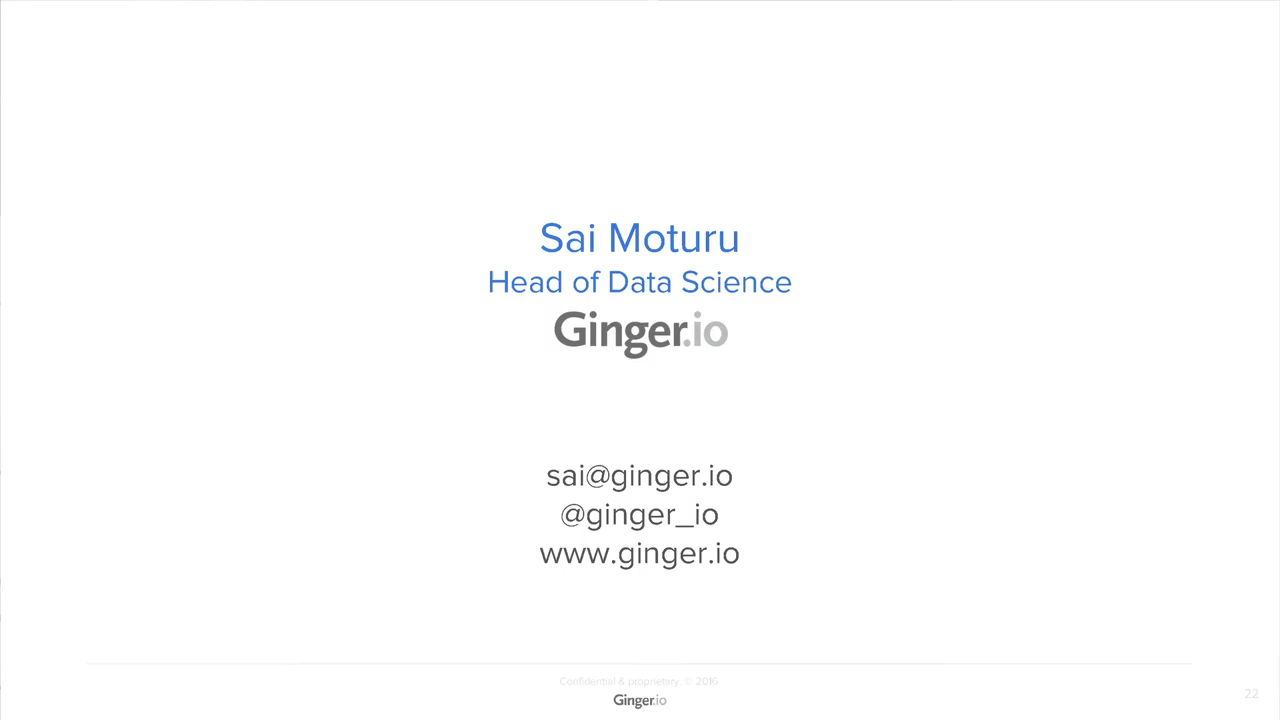 Sai Moturu
Head of Data Science
Ginger.io
sai@ginger.io
@ginger_io
www.ginger.io
Confidential & proprietary. © 2016
Ginger.io
22